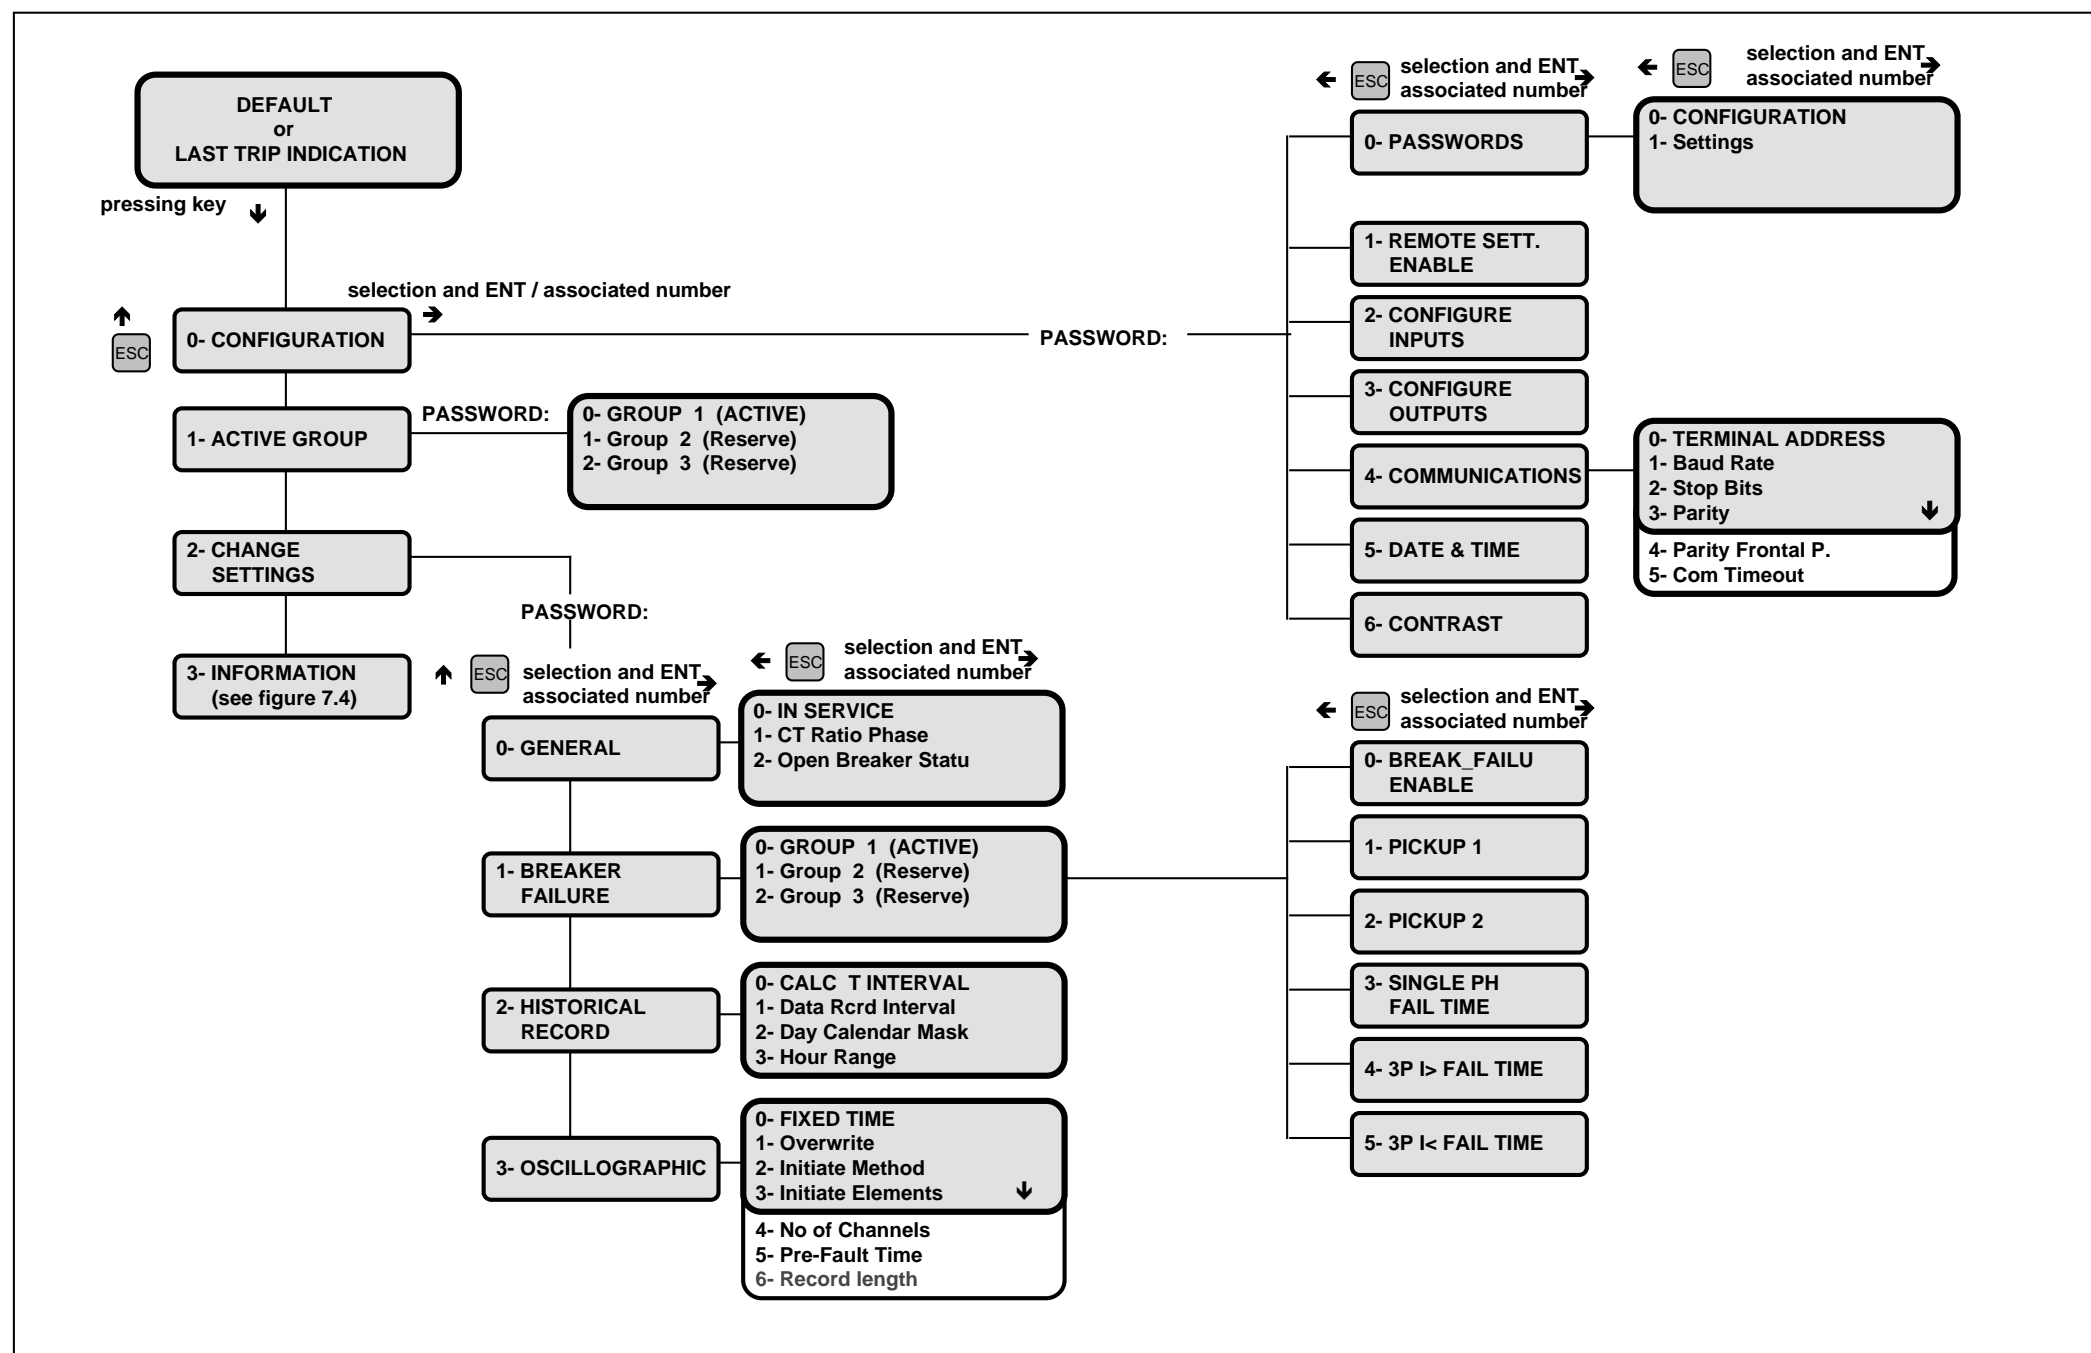 DEFAULT
or
LAST TRIP INDICATION
pressing key
selection and ENT / associated number
ESC
0- CONFIGURATION
PASSWORD:
1- ACTIVE GROUP
PASSWORD:
0- GROUP 1 (ACTIVE)
1- Group 2 (Reserve)
2- Group 3 (Reserve)
2- CHANGE
SETTINGS
PASSWORD:
3- INFORMATION
(see figure 7.4)
ESC
selection and ENT
associated number
ESC
selection and ENT
associated number
0- GENERAL
0- IN SERVICE
1- CT Ratio Phase
2- Open Breaker Statu
1- BREAKER
FAILURE
0- GROUP 1 (ACTIVE)
1- Group 2 (Reserve)
2- Group 3 (Reserve)
2- HISTORICAL
RECORD
0- CALC T INTERVAL
1- Data Rcrd Interval
2- Day Calendar Mask
3- Hour Range
3- OSCILLOGRAPHIC
0- FIXED TIME
1- Overwrite
2- Initiate Method
3- Initiate Elements
4- No of Channels
5- Pre-Fault Time
6- Record length
ESC
selection and ENT
associated number
ESC
selection and ENT
associated number
0- PASSWORDS
0- CONFIGURATION
1- Settings
1- REMOTE SETT.
ENABLE
2- CONFIGURE
INPUTS
3- CONFIGURE
OUTPUTS
4- COMMUNICATIONS
0- TERMINAL ADDRESS
1- Baud Rate
2- Stop Bits
3- Parity
4- Parity Frontal P.
5- Com Timeout
5- DATE & TIME
6- CONTRAST
ESC
selection and ENT
associated number
0- BREAK_FAILU
ENABLE
1- PICKUP 1
2- PICKUP 2
3- SINGLE PH
FAIL TIME
4- 3P I> FAIL TIME
5- 3P I< FAIL TIME